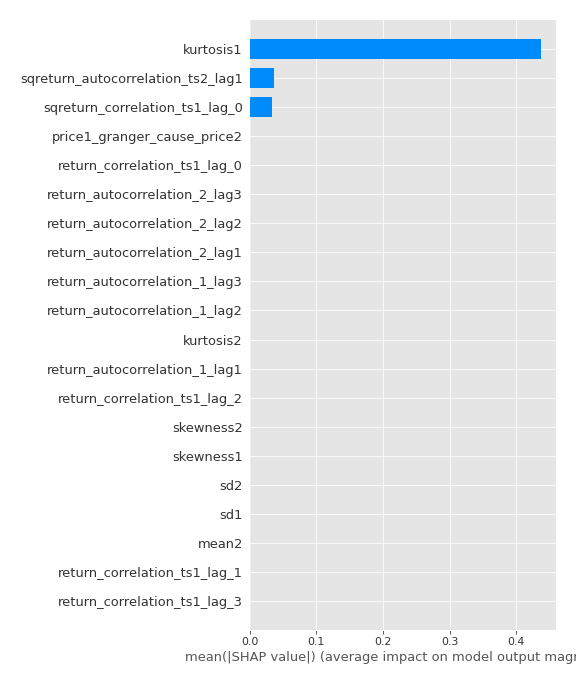 kurtosis1
sqreturn_autocorrelation_ts2_lag1
sqreturn_correlation_ts1_lag_0
price1_granger_cause_price2
return_correlation_ts1_lag_0
return_autocorrelation_2_lag3
return_autocorrelation_2_lag2
return_autocorrelation_2_lag1
return_autocorrelation_1_lag3
return_autocorrelation_1_lag2
kurtosis2
return_autocorrelation_1_lag1
return_correlation_ts1_lag_2
skewness2
skewness1
sd2
sd1
mean2
return_correlation_ts1_lag_1
return_correlation_ts1_lag_3
0.0 0.1 0.2 0.3 0.4
mean(|SHAP value|) (average impact on model output magn